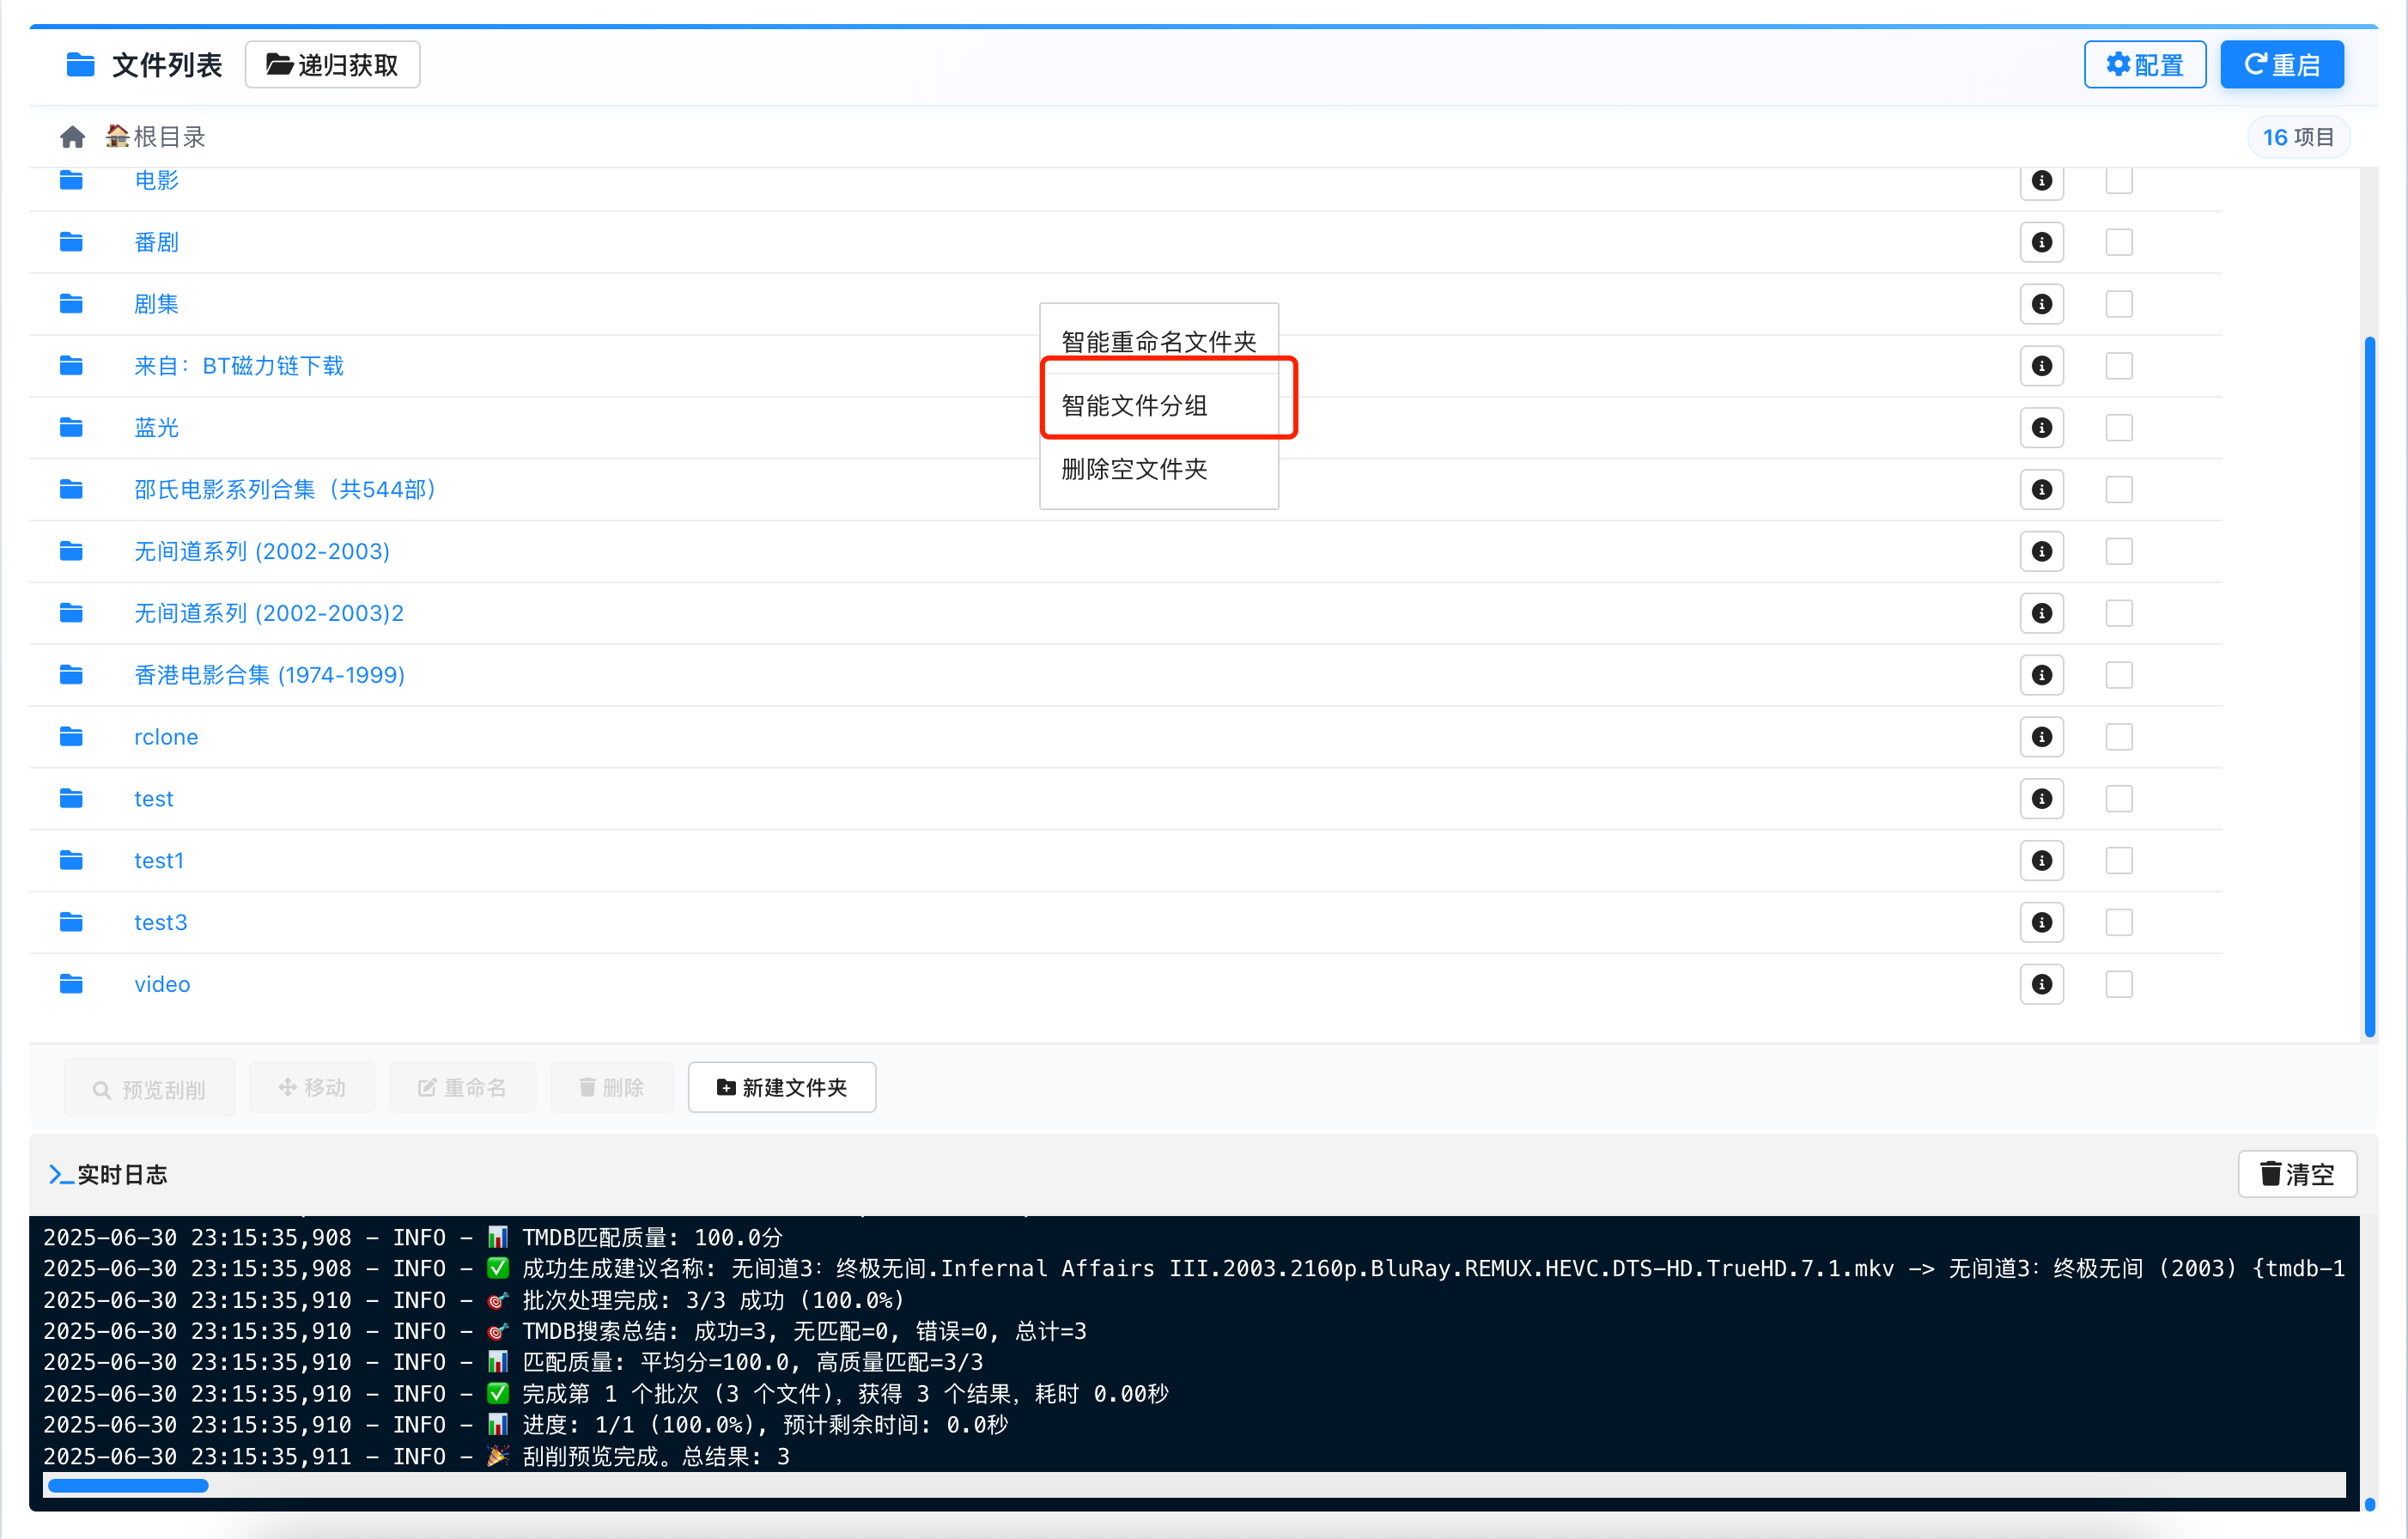 文件列表
递归获取
配置
重启
根目录
16 项目
电影
番剧
剧集
来自：BT磁力链下载
蓝光
邵氏电影系列合集（共544部）
无间道系列 (2002-2003)
无间道系列 (2002-2003)2
香港电影合集 (1974-1999)
rclone
test
test1
test3
video
智能重命名文件夹
智能文件分组
删除空文件夹
预览刮削
移动
重命名
删除
新建文件夹
实时日志
清空
2025-06-30 23:15:35,908 - INFO - 📊 TMDB匹配质量: 100.0分
2025-06-30 23:15:35,908 - INFO - ✅ 成功生成建议名称: 无间道3：终极无间.Infernal Affairs III.2003.2160p.BluRay.REMUX.HEVC.DTS-HD.TrueHD.7.1.mkv -> 无间道3：终极无间 (2003) {tmdb-1
2025-06-30 23:15:35,910 - INFO - 🎯 批次处理完成: 3/3 成功 (100.0%)
2025-06-30 23:15:35,910 - INFO - 🎯 TMDB搜索总结: 成功=3, 无匹配=0, 错误=0, 总计=3
2025-06-30 23:15:35,910 - INFO - 📊 匹配质量: 平均分=100.0, 高质量匹配=3/3
2025-06-30 23:15:35,910 - INFO - ✅ 完成第 1 个批次 (3 个文件)，获得 3 个结果，耗时 0.00秒
2025-06-30 23:15:35,910 - INFO - 📊 进度: 1/1 (100.0%), 预计剩余时间: 0.0秒
2025-06-30 23:15:35,911 - INFO - 🎉 刮削预览完成。总结果: 3